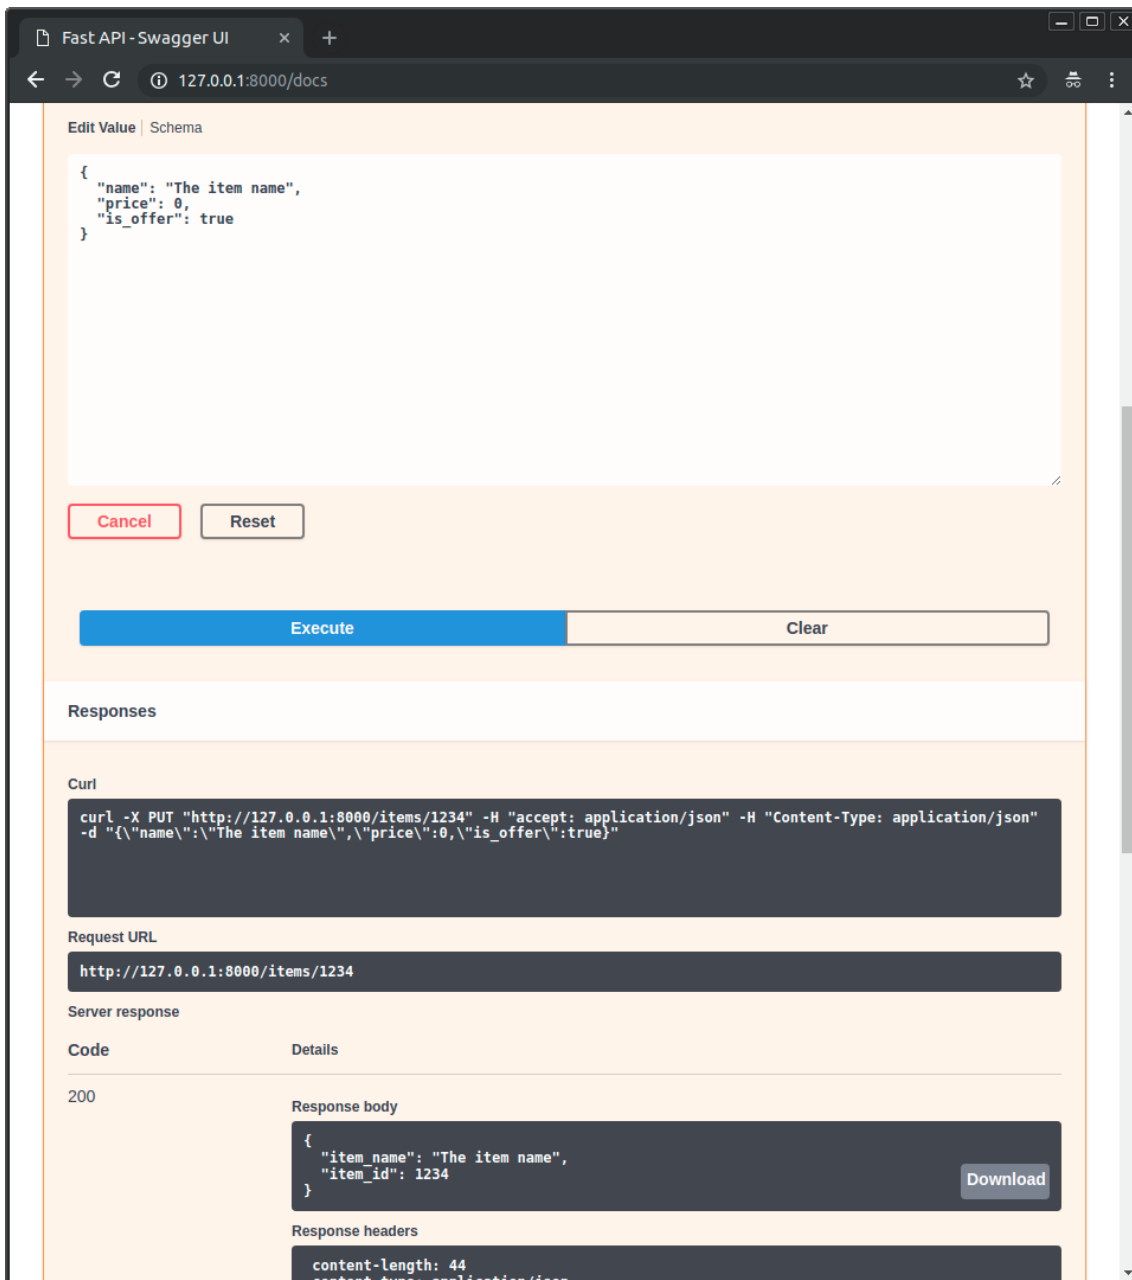 Fast API - Swagger UI
127.0.0.1:8000/docs
Edit Value Schema
{
  "name": "The item name",
  "price": 0,
  "is_offer": true
}
Cancel Reset
Execute Clear
Responses
Curl
curl -X PUT "http://127.0.0.1:8000/items/1234" -H "accept: application/json" -H "Content-Type: application/json"
-d "{\"name\":\"The item name\",\"price\":0,\"is_offer\":true}"
Request URL
http://127.0.0.1:8000/items/1234
Server response
Code Details
200
Response body
{
  "item_name": "The item name",
  "item_id": 1234
}
Download
Response headers
content-length: 44
content-type: application/json